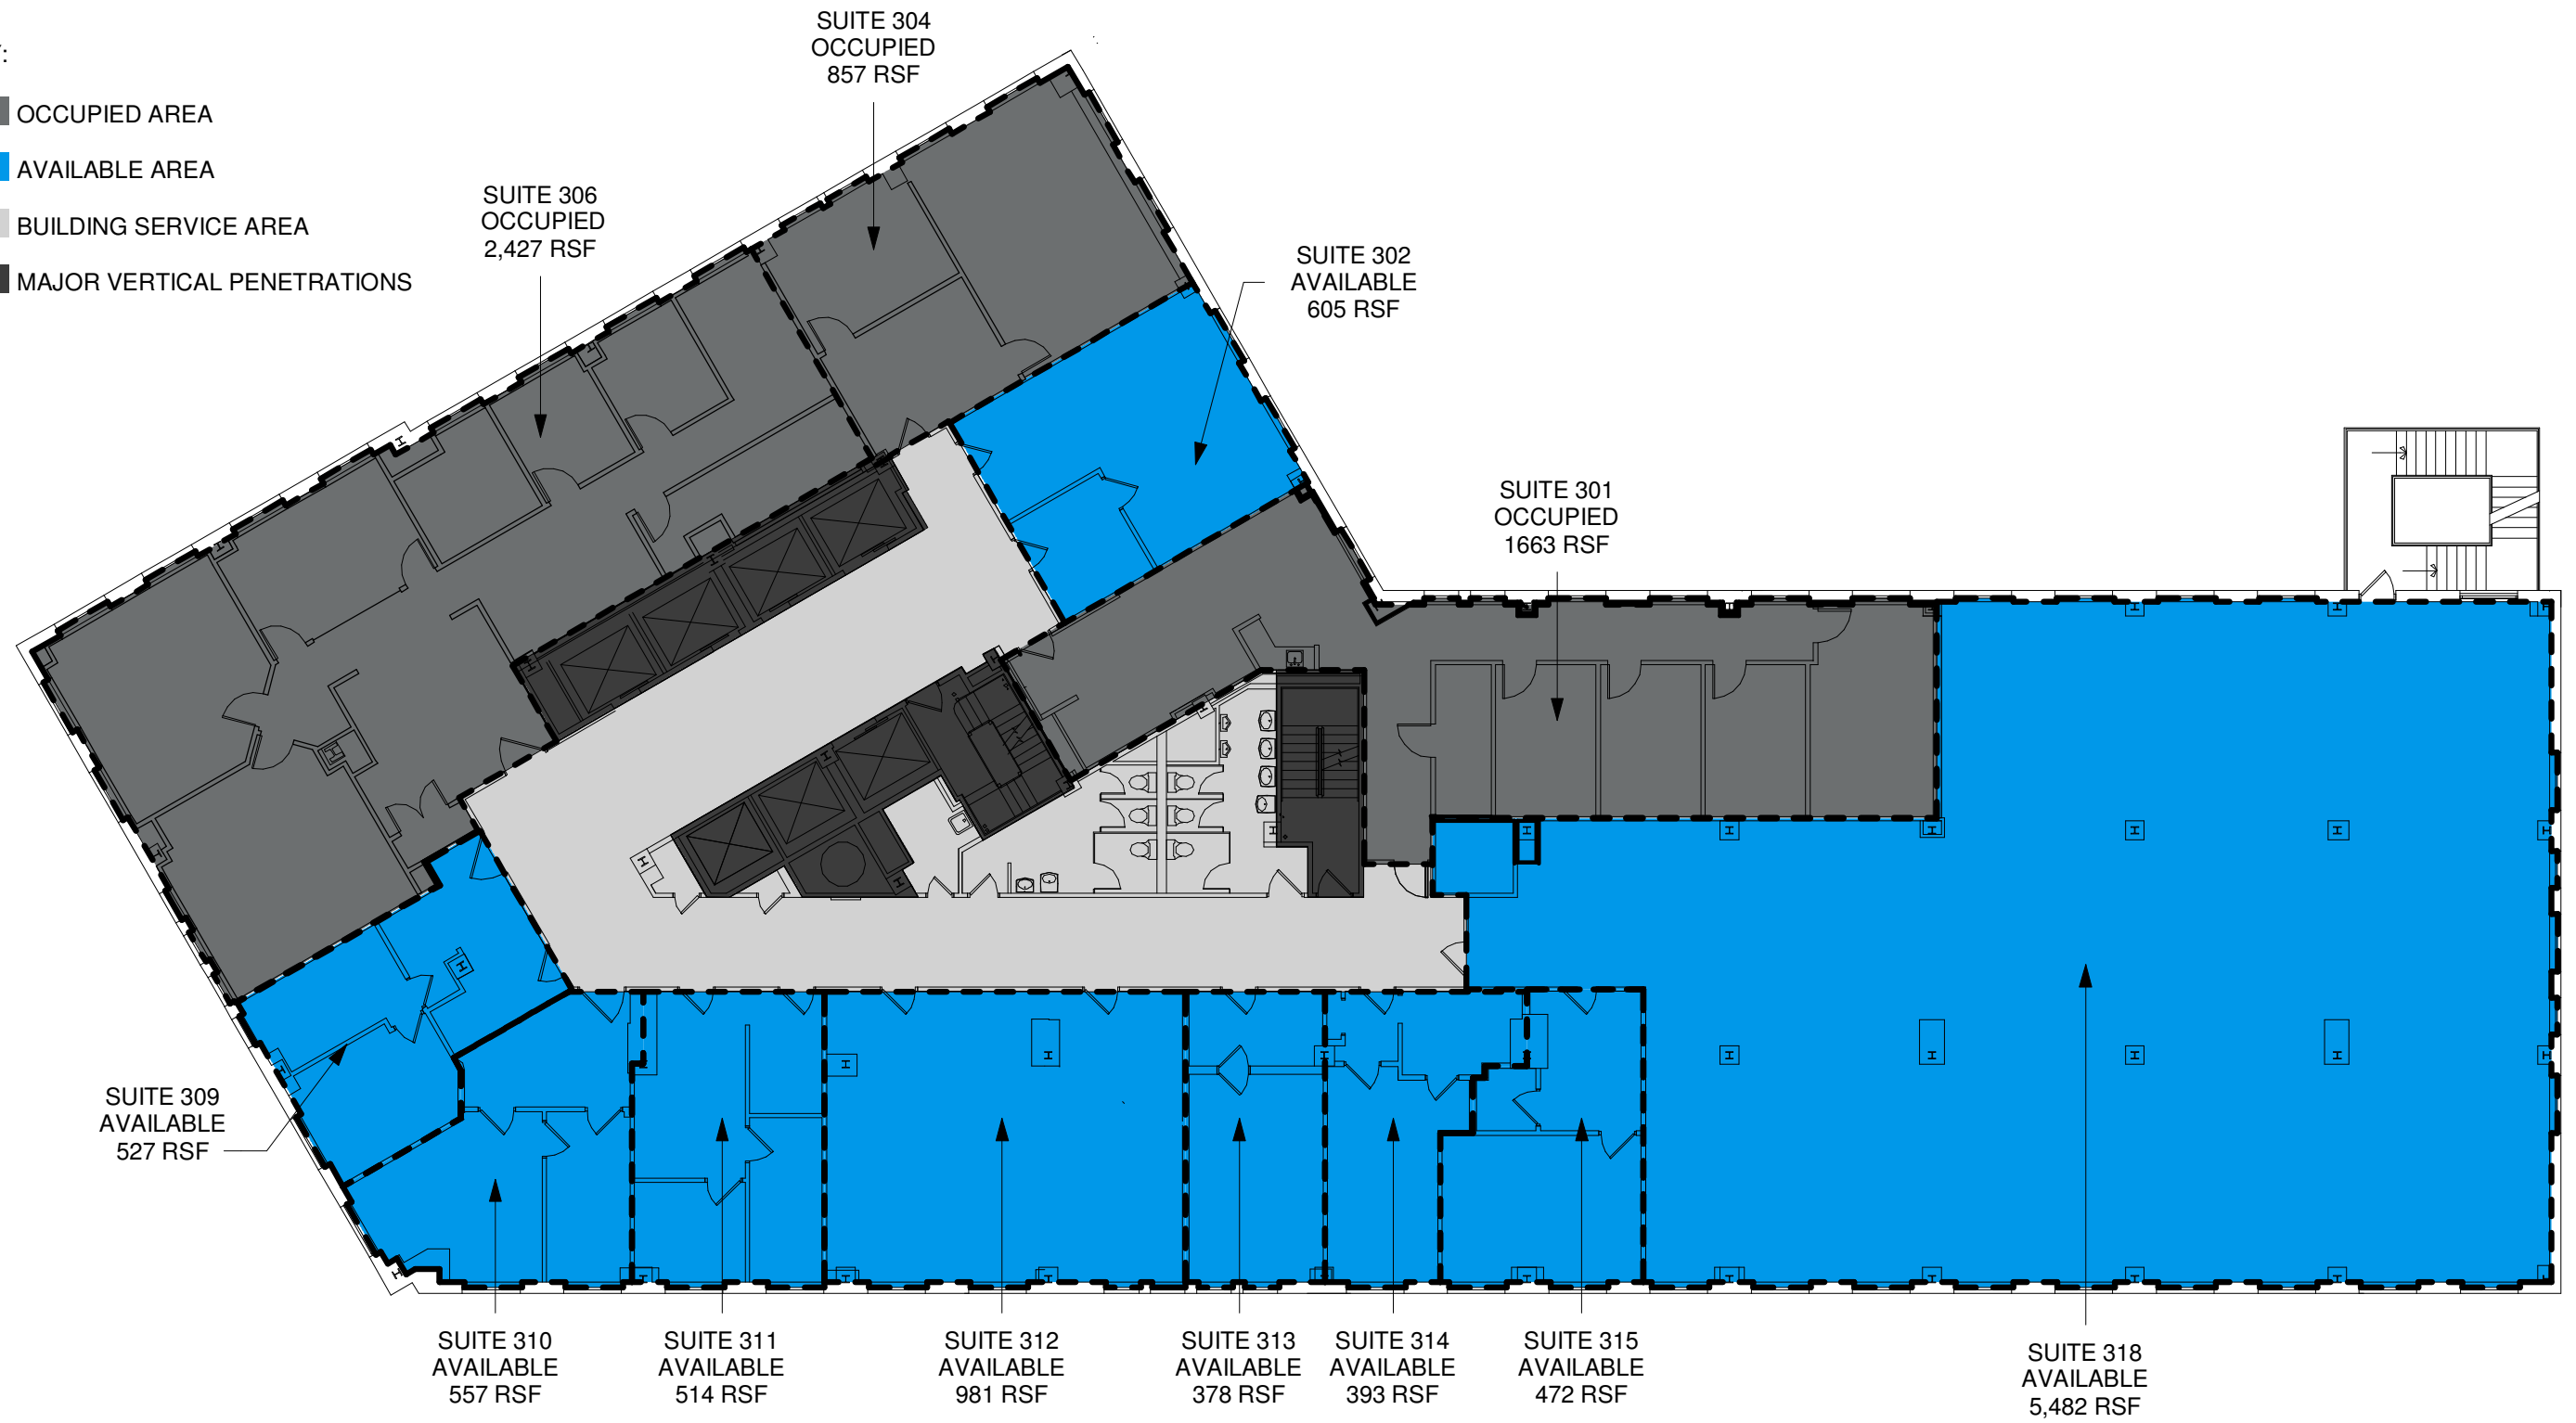 :
OCCUPIED AREA
AVAILABLE AREA
BUILDING SERVICE AREA
MAJOR VERTICAL PENETRATIONS
SUITE 304
OCCUPIED
857 RSF
SUITE 306
OCCUPIED
2,427 RSF
SUITE 302
AVAILABLE
605 RSF
SUITE 301
OCCUPIED
1663 RSF
SUITE 309
AVAILABLE
527 RSF
SUITE 310
AVAILABLE
557 RSF
SUITE 311
AVAILABLE
514 RSF
SUITE 312
AVAILABLE
981 RSF
SUITE 313
AVAILABLE
378 RSF
SUITE 314
AVAILABLE
393 RSF
SUITE 315
AVAILABLE
472 RSF
SUITE 318
AVAILABLE
5,482 RSF